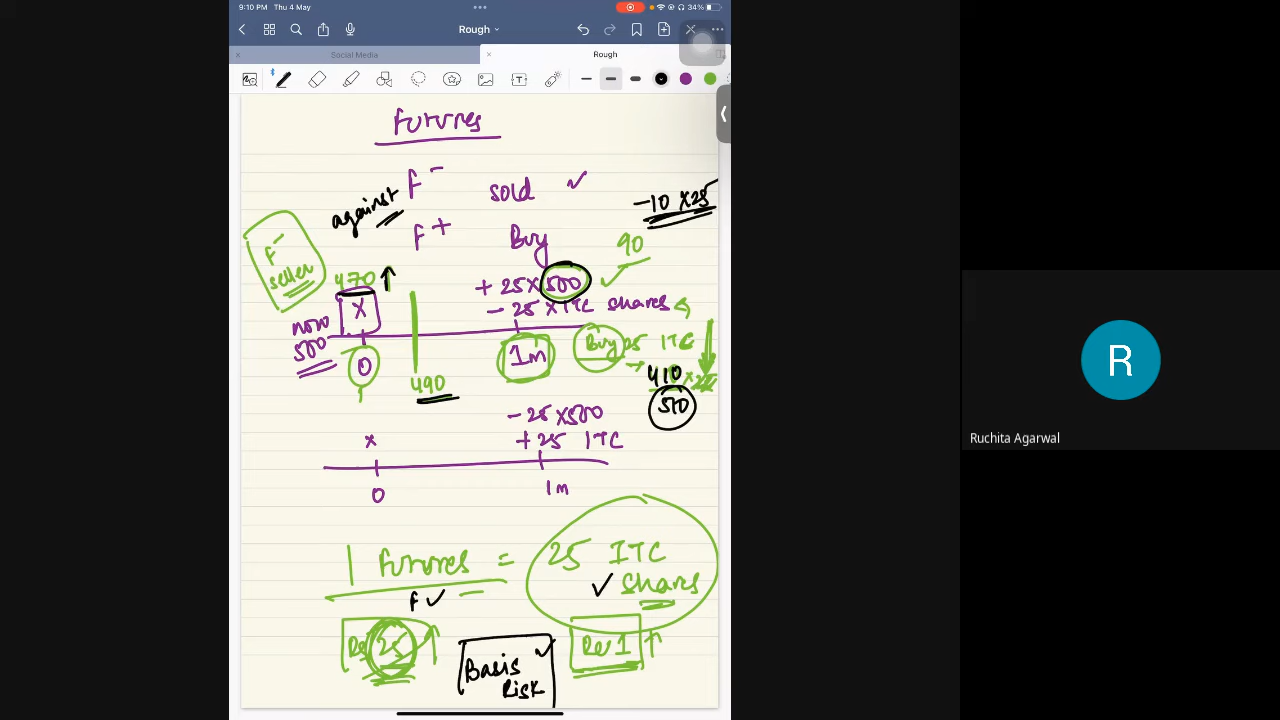 9:10 PM Thu 4 May
34%
Rough
Social Media
Rough
futures
against F⁻ sold ✓
-10 x 25
F+ Buy
90
F⁻
seller
470 ↑
+ 25 x 500 ✓
X
- 25 x ITC shares
now
500
0
1m
Buy 25 ITC
490
410
510
- 25 x 500
x
+ 25 ITC
0
1m
1 futures = 25 ITC
✓ shares
F ✓
Re 1 ↑
Basis ✓
Risk
R
Ruchita Agarwal